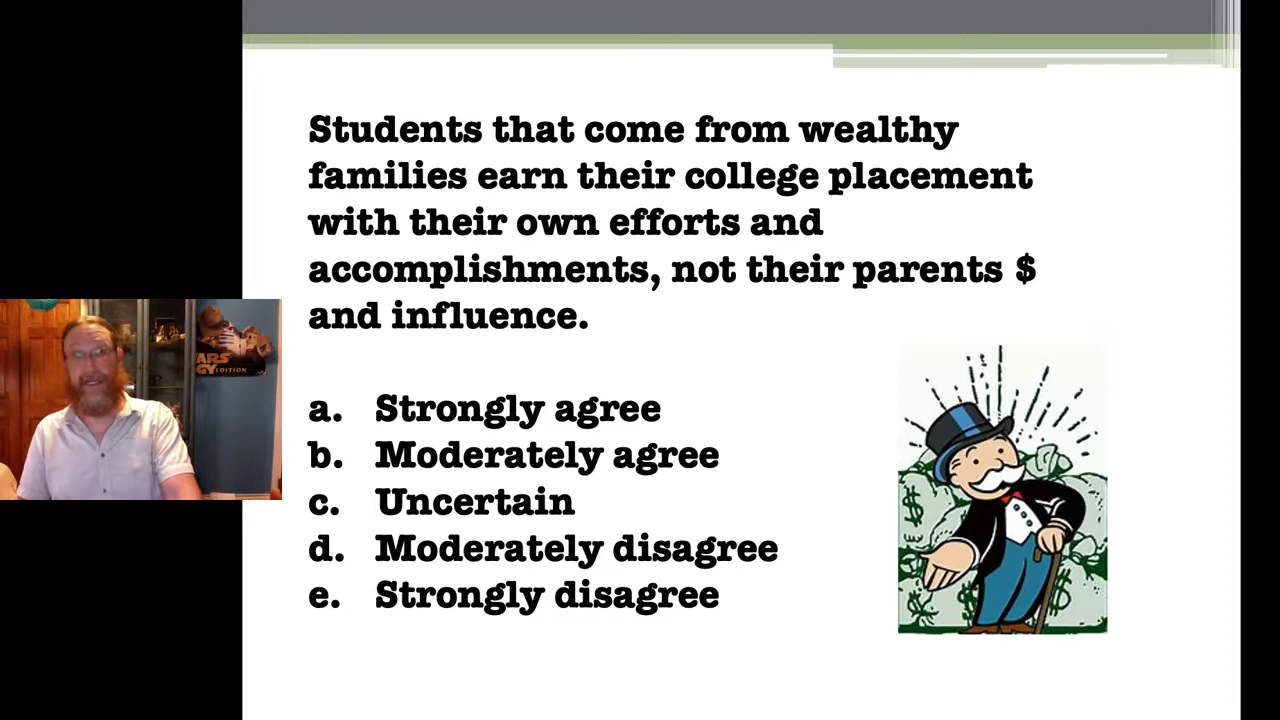 Students that come from wealthy
families earn their college placement
with their own efforts and
accomplishments, not their parents $
and influence.
a. Strongly agree
b. Moderately agree
c. Uncertain
d. Moderately disagree
e. Strongly disagree
EDITION
$
$
$
$